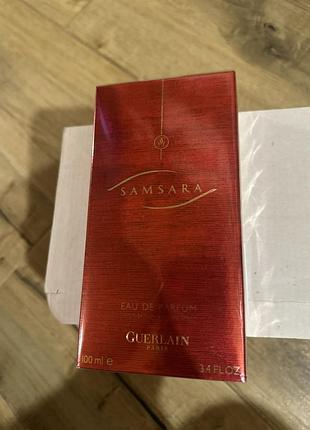 SAMSARA
EAU DE PARFUM
GUERLAIN
PARIS
100 ml e 3.4 FL.OZ